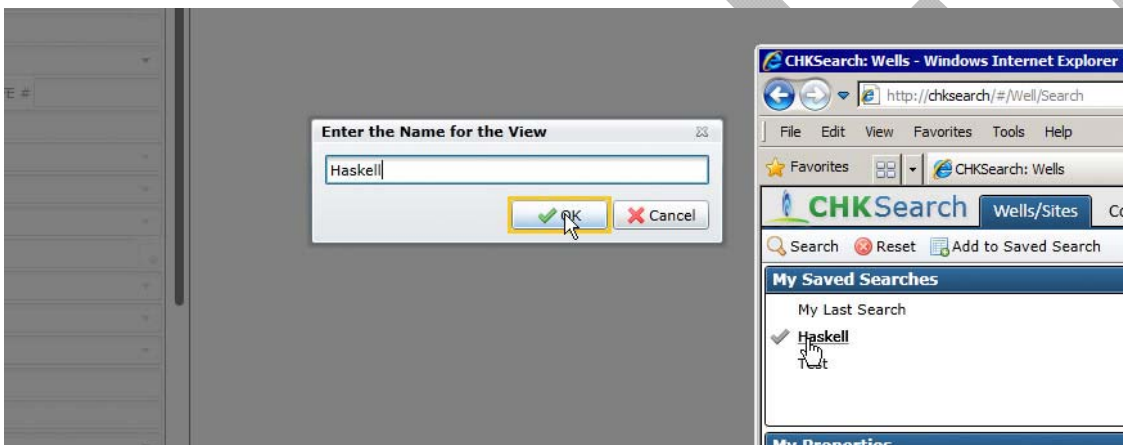 E #
Enter the Name for the View
Haskell
OK Cancel
CHKSearch: Wells - Windows Internet Explorer
http://chksearch/#/Well/Search
File Edit View Favorites Tools Help
Favorites CHKSearch: Wells
CHKSearch Wells/Sites
Search Reset Add to Saved Search
My Saved Searches
My Last Search
Haskell
Test
My Properties